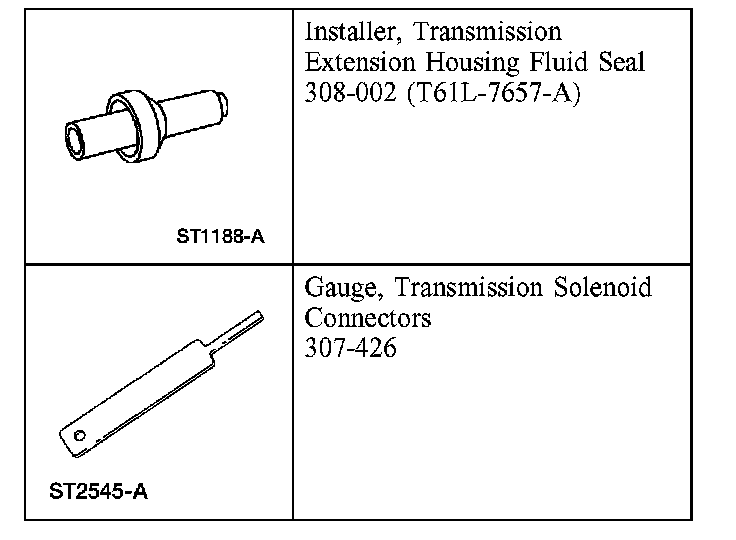 Installer, Transmission
Extension Housing Fluid Seal
308-002 (T61L-7657-A)
ST1188-A
Gauge, Transmission Solenoid
Connectors
307-426
ST2545-A